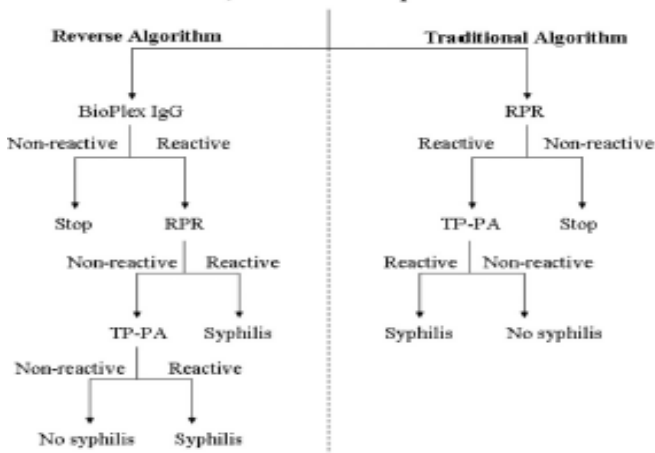 Reverse Algorithm
BioPlex IgG
Non-reactive Reactive
Stop RPR
Non-reactive Reactive
TP-PA Syphilis
Non-reactive Reactive
No syphilis Syphilis
Traditional Algorithm
RPR
Reactive Non-reactive
TP-PA Stop
Reactive Non-reactive
Syphilis No syphilis